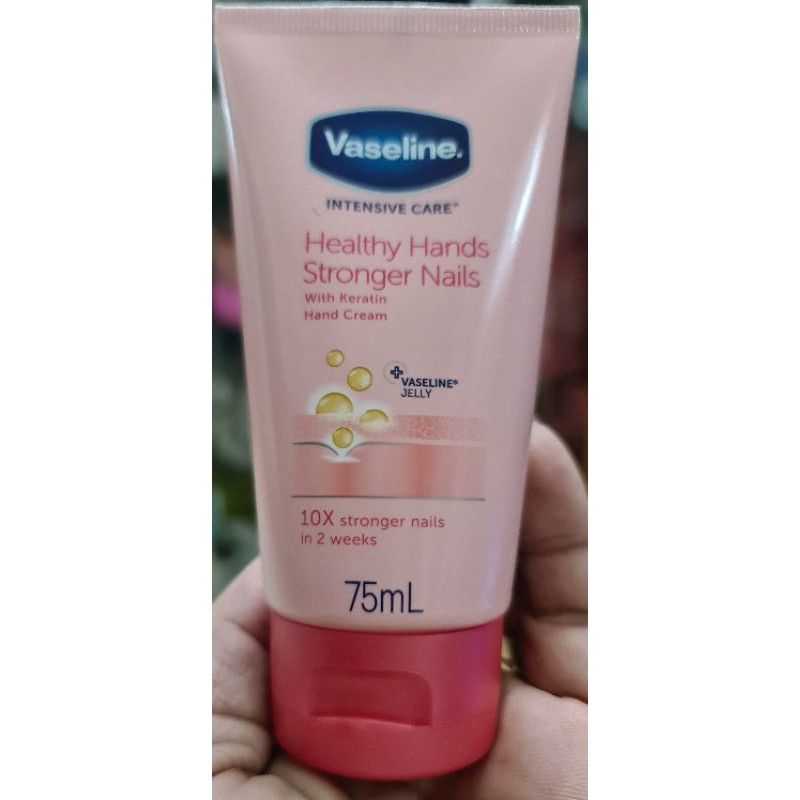 Vaseline.
INTENSIVE CARE™
Healthy Hands
Stronger Nails
With Keratin
Hand Cream
VASELINE®
JELLY
10X stronger nails
in 2 weeks
75mL